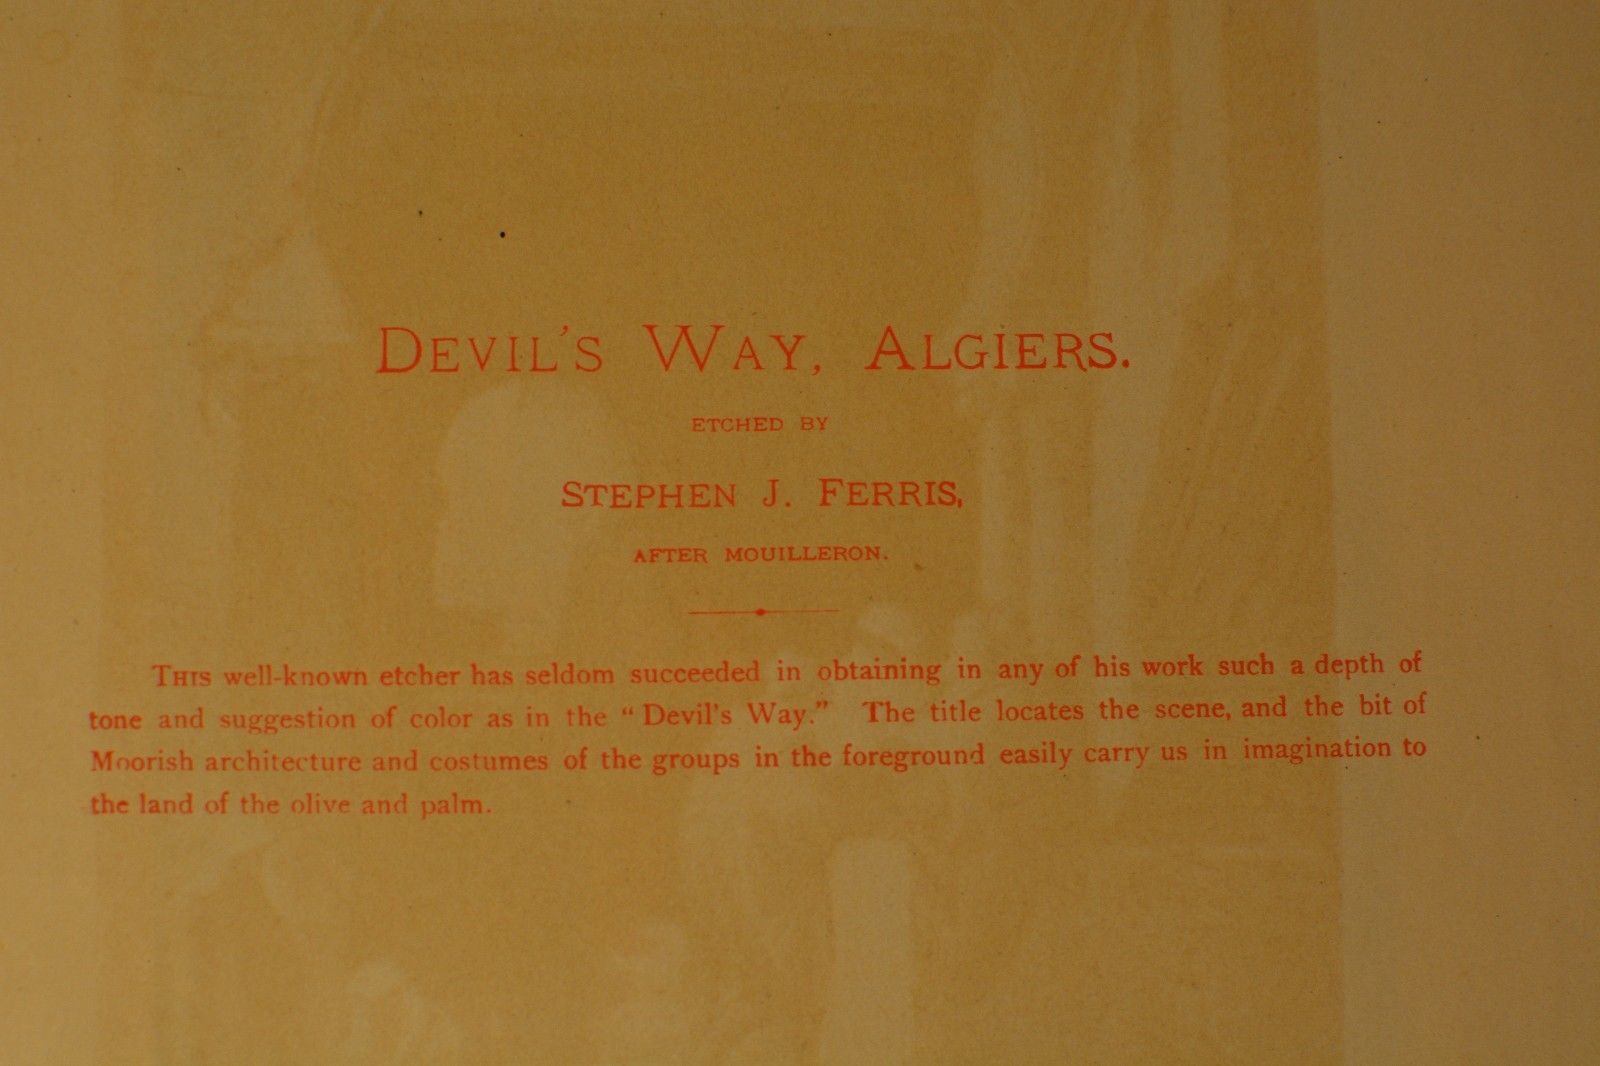 DEVIL'S WAY, ALGIERS.
ETCHED BY
STEPHEN J. FERRIS,
AFTER MOUILLERON.
THIS well-known etcher has seldom succeeded in obtaining in any of his work such a depth of
tone and suggestion of color as in the “Devil's Way.” The title locates the scene, and the bit of
Moorish architecture and costumes of the groups in the foreground easily carry us in imagination to
the land of the olive and palm.